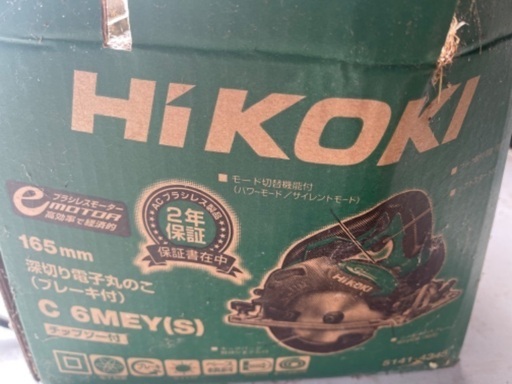 HiKOKI
■ モード切替機能付
(パワーモード/サイレントモード)
ブラシレスモーター
e MOTOR
高効率で経済的
ACブラシレス製品
2年
保証
保証書在中
165mm
深切り電子丸のこ
(ブレーキ付)
C 6MEY(S)
チップソー付
HiKOKI